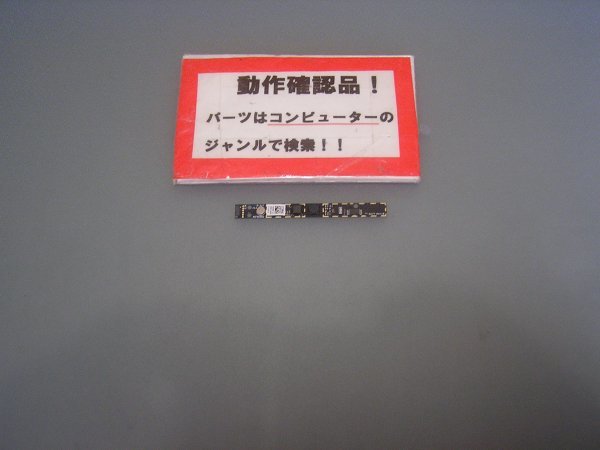 動作確認品！
パーツはコンピューターの
ジャンルで検索！！